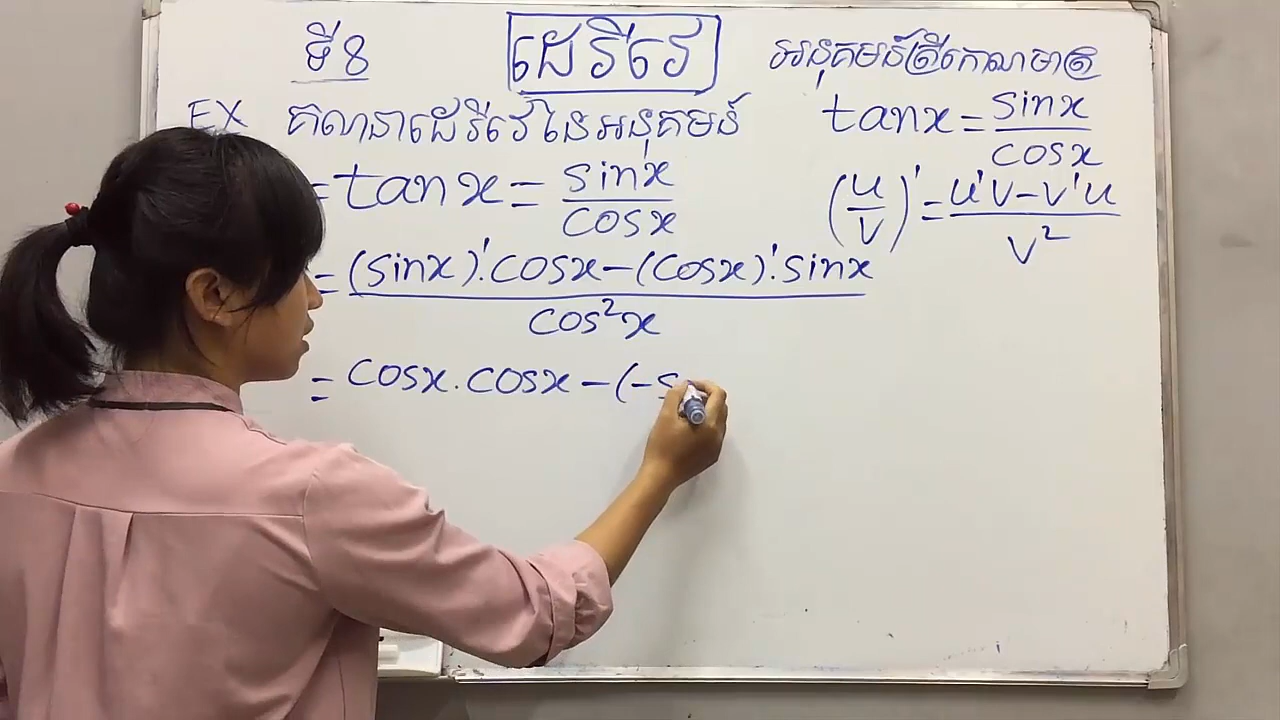 ទី 8
ដេរីវេ
អនុគមន៍ត្រីកោណមាត្រ
EX គណនាដេរីវេនៃអនុគមន៍
= tan x = sinx/cosx
= (sinx)'.cosx-(cosx)'.sinx/cos²x
= cosx.cosx-(-s
tanx = sinx/cosx
(u/v)' = u'v-v'u/v²